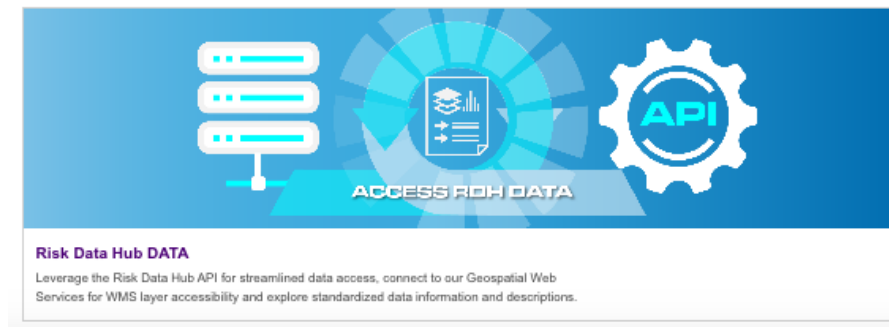 API
ACCESS RDH DATA
Risk Data Hub DATA
Leverage the Risk Data Hub API for streamlined data access, connect to our Geospatial Web
Services for WMS layer accessibility and explore standardized data information and descriptions.